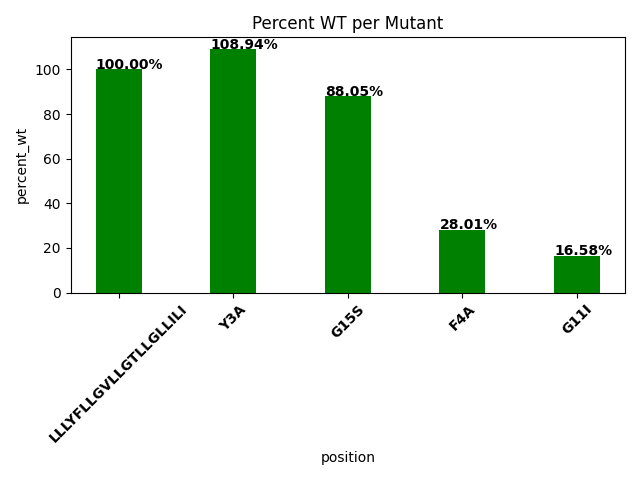 Percent WT per Mutant
percent_wt
100
80
60
40
20
0
100.00%
108.94%
88.05%
28.01%
16.58%
LLLYFLLGVLLGTLLGLLILI
Y3A
G15S
F4A
G11I
position